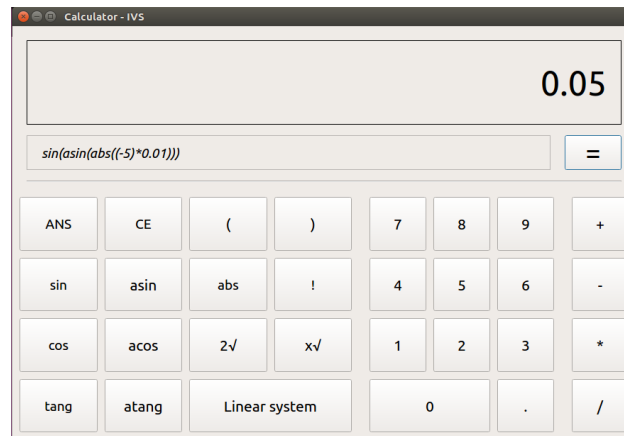 Calculator - IVS
0.05
sin(asin(abs((-5)*0.01))) =
ANS CE ( ) 7 8 9 +
sin asin abs ! 4 5 6 -
cos acos 2√ x√ 1 2 3 *
tang atang Linear system 0 . /